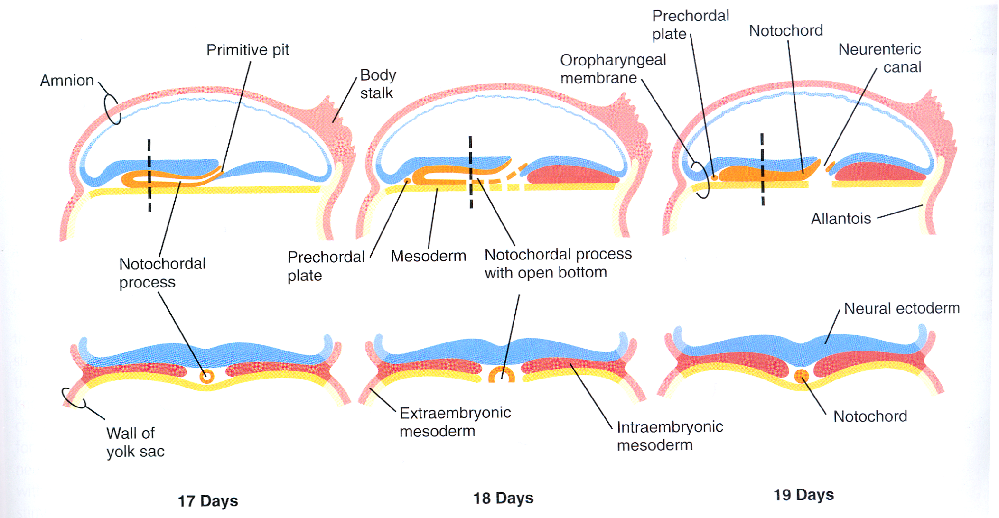 Prechordal
plate
Notochord
Neurenteric
canal
Primitive pit
Oropharyngeal
membrane
Amnion
Body
stalk
Allantois
Notochordal
process
Prechordal
plate
Mesoderm
Notochordal process
with open bottom
Neural ectoderm
Extraembryonic
mesoderm
Intraembryonic
mesoderm
Notochord
Wall of
yolk sac
17 Days
18 Days
19 Days